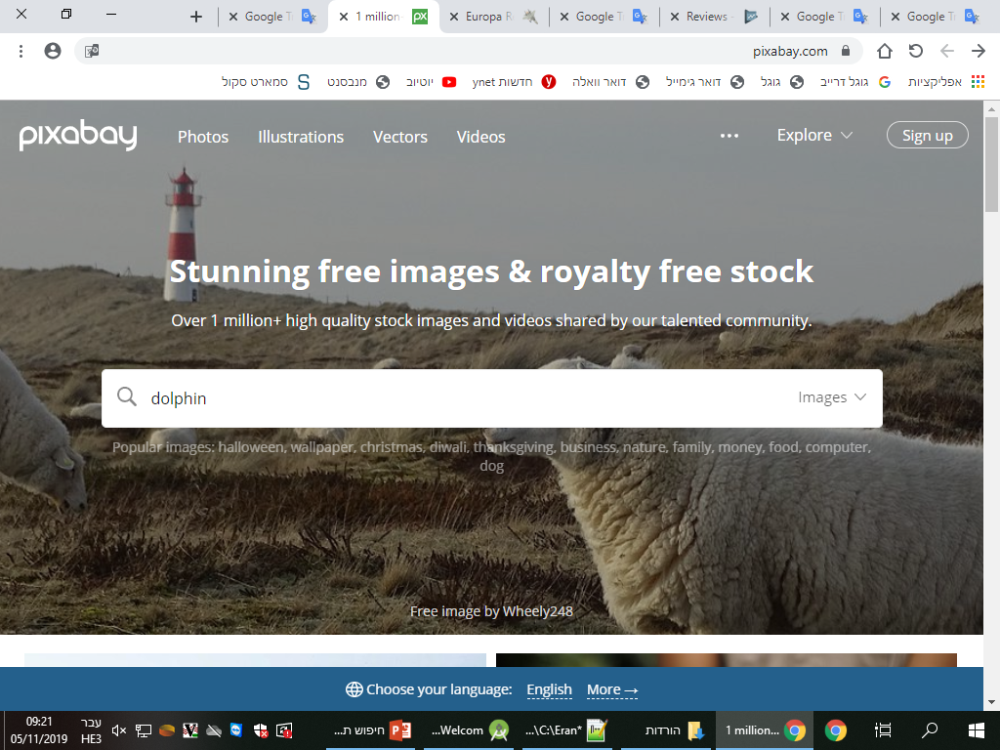 Google T
1 million
Europa R
Google T
Reviews -
Google T
Google T
pixabay.com
אפליקציות
גוגל דרייב
גוגל
דואר גימייל
דואר וואלה
חדשות ynet
יוטיוב
מנבסנט
סמארט סקול
pixabay
Photos Illustrations Vectors Videos
Explore
Sign up
Stunning free images & royalty free stock
Over 1 million+ high quality stock images and videos shared by our talented community.
dolphin
Images
Popular images: halloween, wallpaper, christmas, diwali, thanksgiving, business, nature, family, money, food, computer,
dog
Free image by Wheely248
Choose your language: English More →
09:21
05/11/2019
עבר
HE3
חיפוש ת...
...Welcom
...\C:\Eran*
הורדות
1 million...